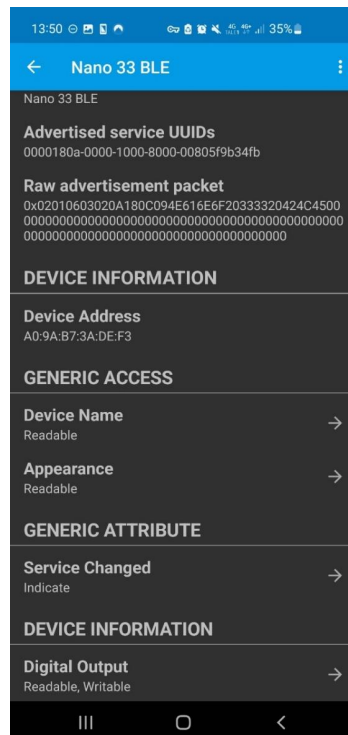 13:50 35%
Nano 33 BLE
Nano 33 BLE
Advertised service UUIDs
0000180a-0000-1000-8000-00805f9b34fb
Raw advertisement packet
0x02010603020A180C094E616E6F20333320424C4500
00000000000000000000000000000000000000000000
000000000000000000000000000000000000
DEVICE INFORMATION
Device Address
A0:9A:B7:3A:DE:F3
GENERIC ACCESS
Device Name
Readable
Appearance
Readable
GENERIC ATTRIBUTE
Service Changed
Indicate
DEVICE INFORMATION
Digital Output
Readable, Writable